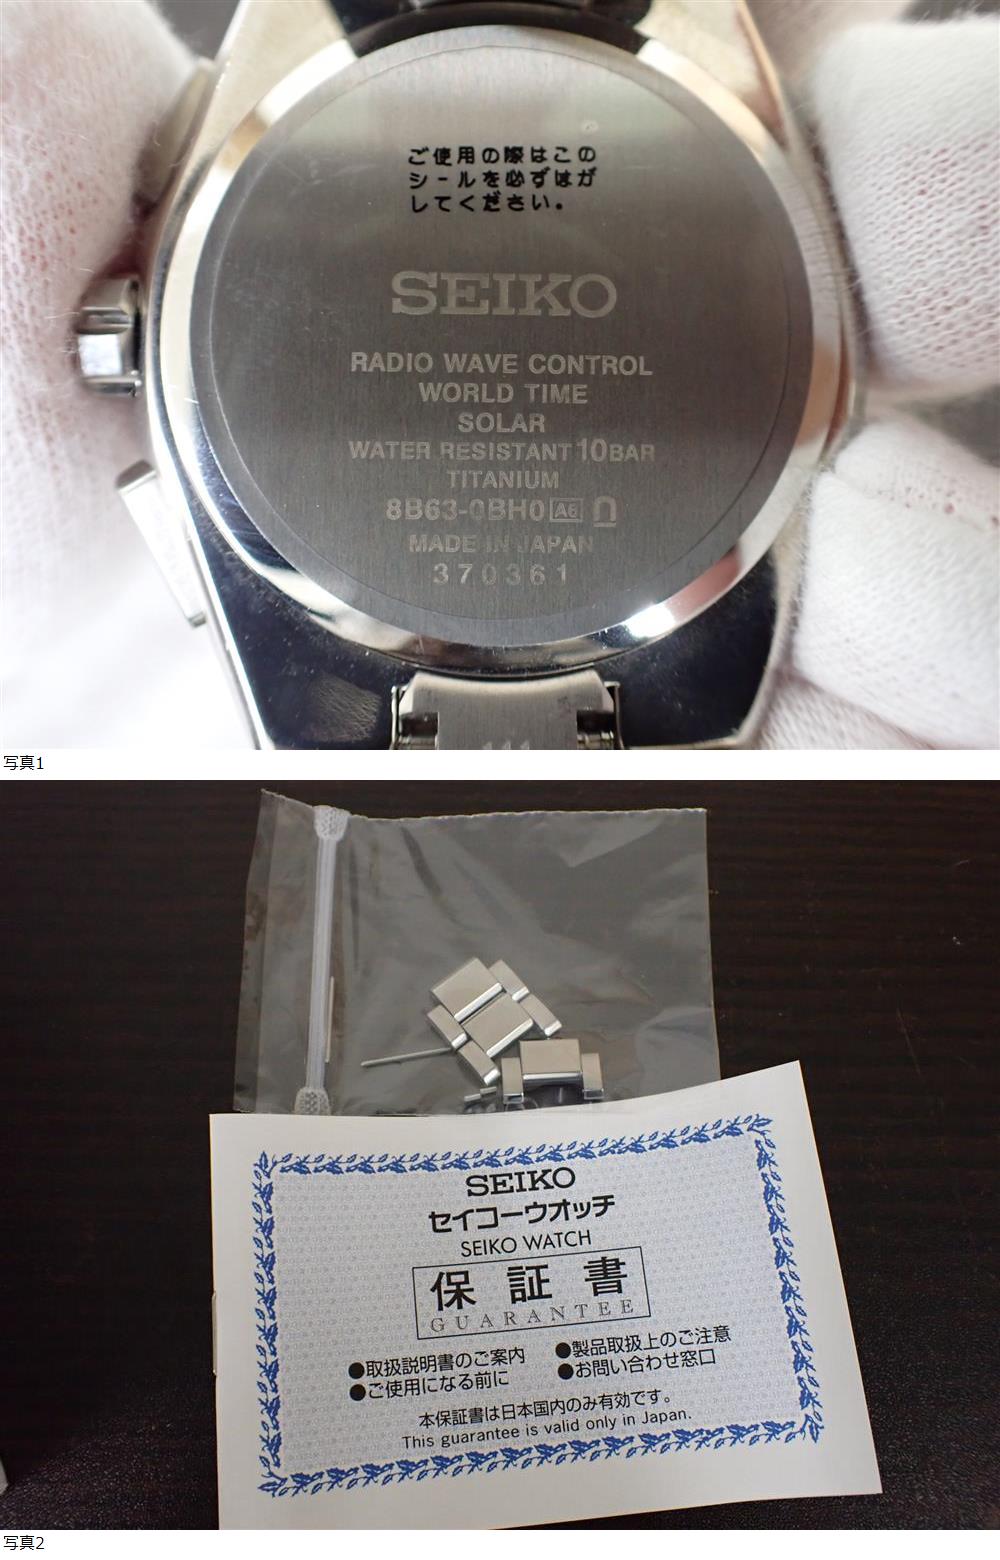 ご使用の際はこの
シールを必ずはが
してください。
SEIKO
RADIO WAVE CONTROL
WORLD TIME
SOLAR
WATER RESISTANT 10BAR
TITANIUM
8B63-0BH0 A6
MADE IN JAPAN
370361
写真1
SEIKO
セイコーウオッチ
SEIKO WATCH
保証書
GUARANTEE
●取扱説明書のご案内 ●製品取扱上のご注意
●ご使用になる前に ●お問い合わせ窓口
本保証書は日本国内のみ有効です。
This guarantee is valid only in Japan.
写真2